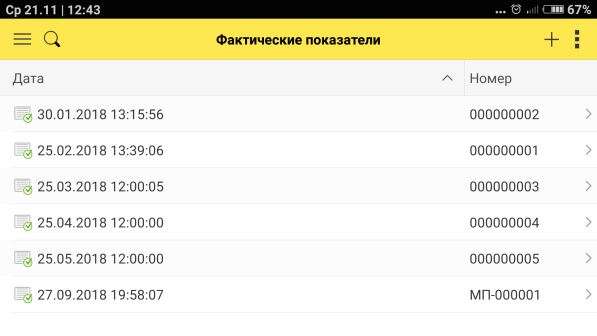 Ср 21.11 | 12:43 ... 67%
Фактические показатели
Дата Номер
30.01.2018 13:15:56 000000002
25.02.2018 13:39:06 000000001
25.03.2018 12:00:05 000000003
25.04.2018 12:00:00 000000004
25.05.2018 12:00:00 000000005
27.09.2018 19:58:07 МП-000001